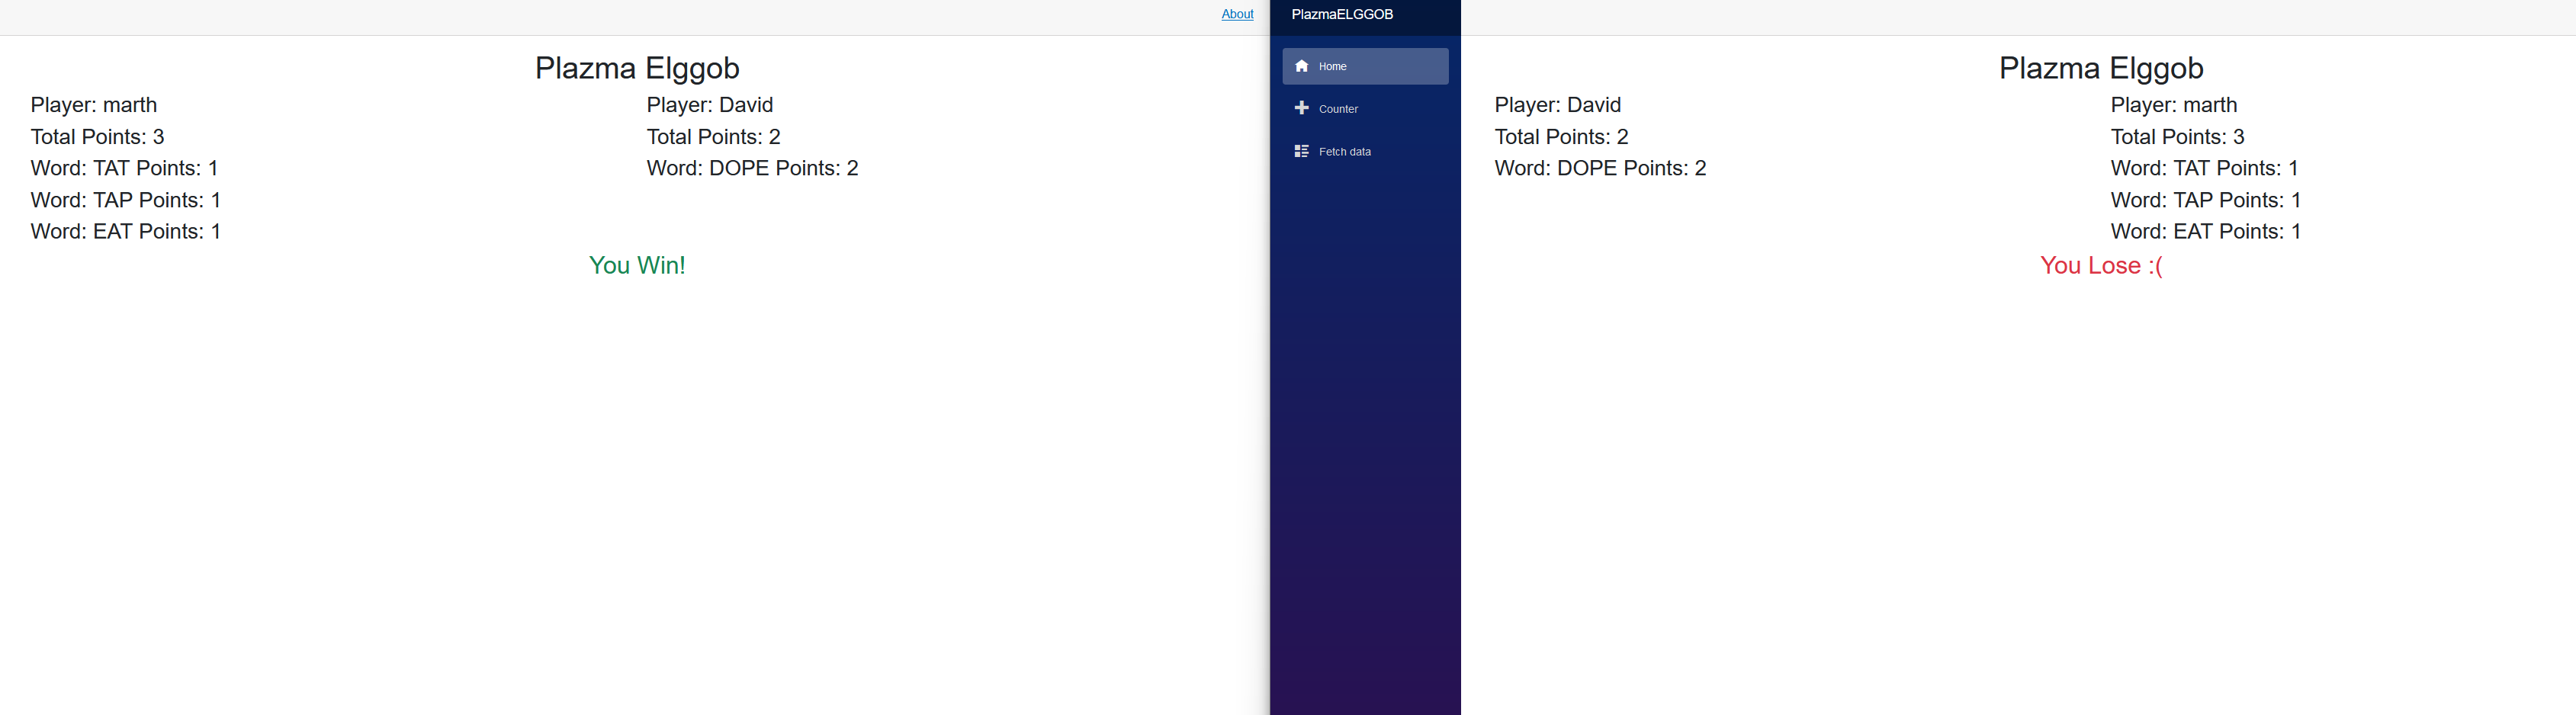 About
Plazma Elggob
Player: marth
Total Points: 3
Word: TAT Points: 1
Word: TAP Points: 1
Word: EAT Points: 1
Player: David
Total Points: 2
Word: DOPE Points: 2
You Win!
PlazmaELGGOB
Home
Counter
Fetch data
Plazma Elggob
Player: David
Total Points: 2
Word: DOPE Points: 2
Player: marth
Total Points: 3
Word: TAT Points: 1
Word: TAP Points: 1
Word: EAT Points: 1
You Lose :(